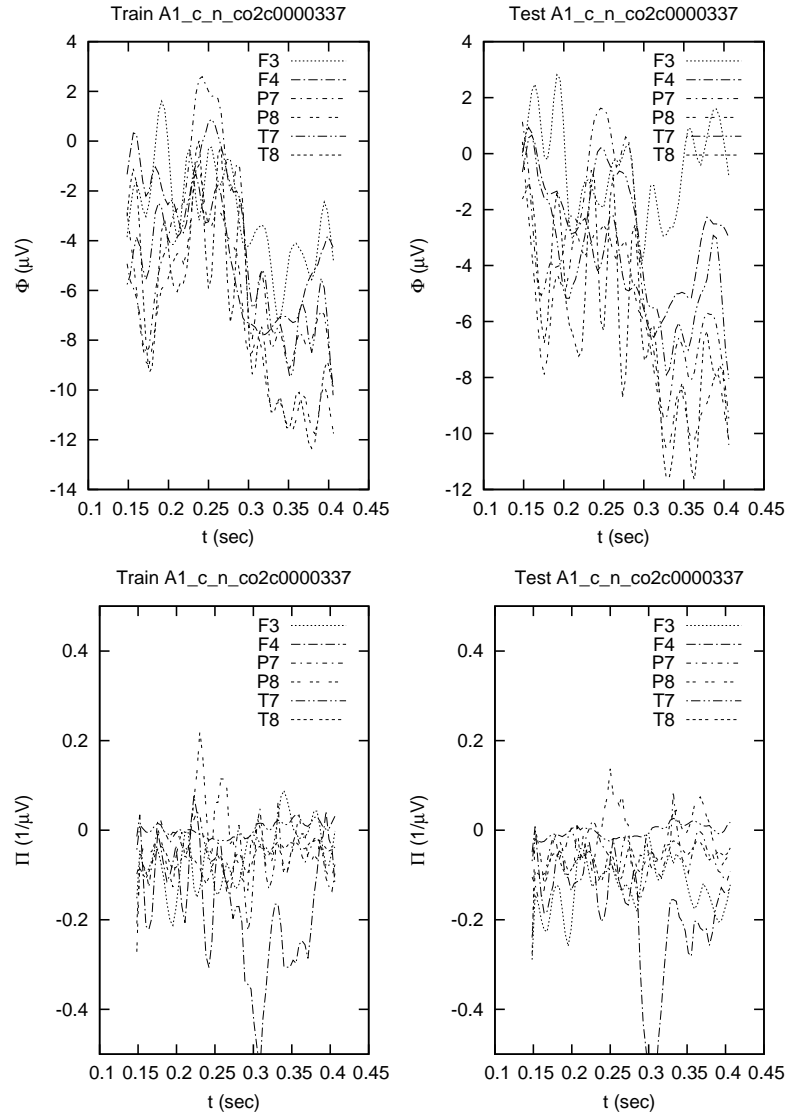 Train A1_c_n_co2c0000337
4
2
0
-2
-4
-6
-8
-10
-12
-14
Φ (μV)
0.1 0.15 0.2 0.25 0.3 0.35 0.4 0.45
t (sec)
F3
F4
P7
P8
T7
T8
Test A1_c_n_co2c0000337
4
2
0
-2
-4
-6
-8
-10
-12
Φ (μV)
0.1 0.15 0.2 0.25 0.3 0.35 0.4 0.45
t (sec)
F3
F4
P7
P8
T7
T8
Train A1_c_n_co2c0000337
0.4
0.2
0
-0.2
-0.4
Π (1/μV)
0.1 0.15 0.2 0.25 0.3 0.35 0.4 0.45
t (sec)
F3
F4
P7
P8
T7
T8
Test A1_c_n_co2c0000337
0.4
0.2
0
-0.2
-0.4
Π (1/μV)
0.1 0.15 0.2 0.25 0.3 0.35 0.4 0.45
t (sec)
F3
F4
P7
P8
T7
T8